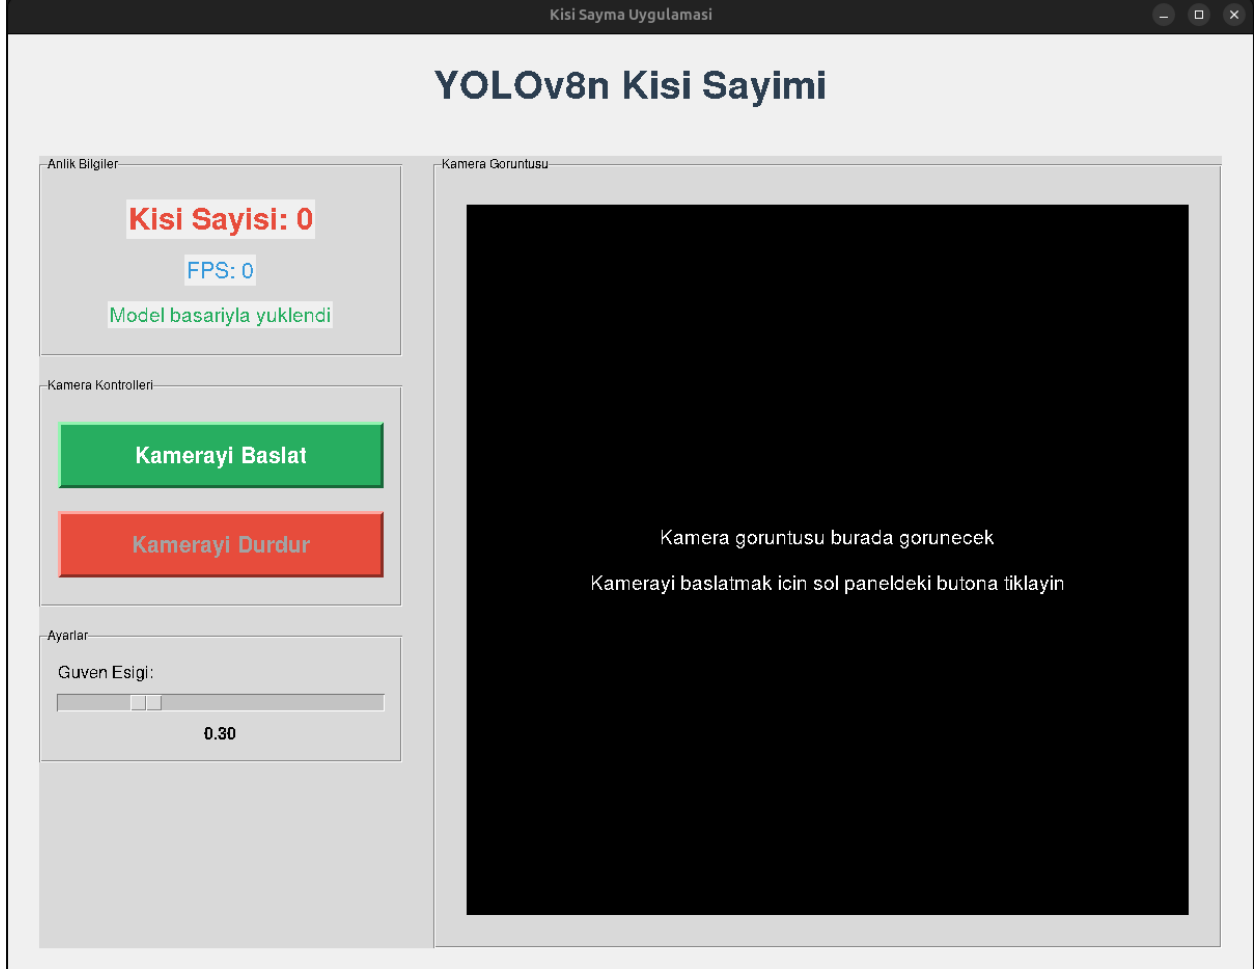 Kisi Sayma Uygulamasi
YOLOv8n Kisi Sayimi
Anlik Bilgiler
Kisi Sayisi: 0
FPS: 0
Model basariyla yuklendi
Kamera Kontrolleri
Kamerayi Baslat
Kamerayi Durdur
Ayarlar
Guven Esigi:
0.30
Kamera Goruntusu
Kamera goruntusu burada gorunecek
Kamerayi baslatmak icin sol paneldeki butona tiklayin